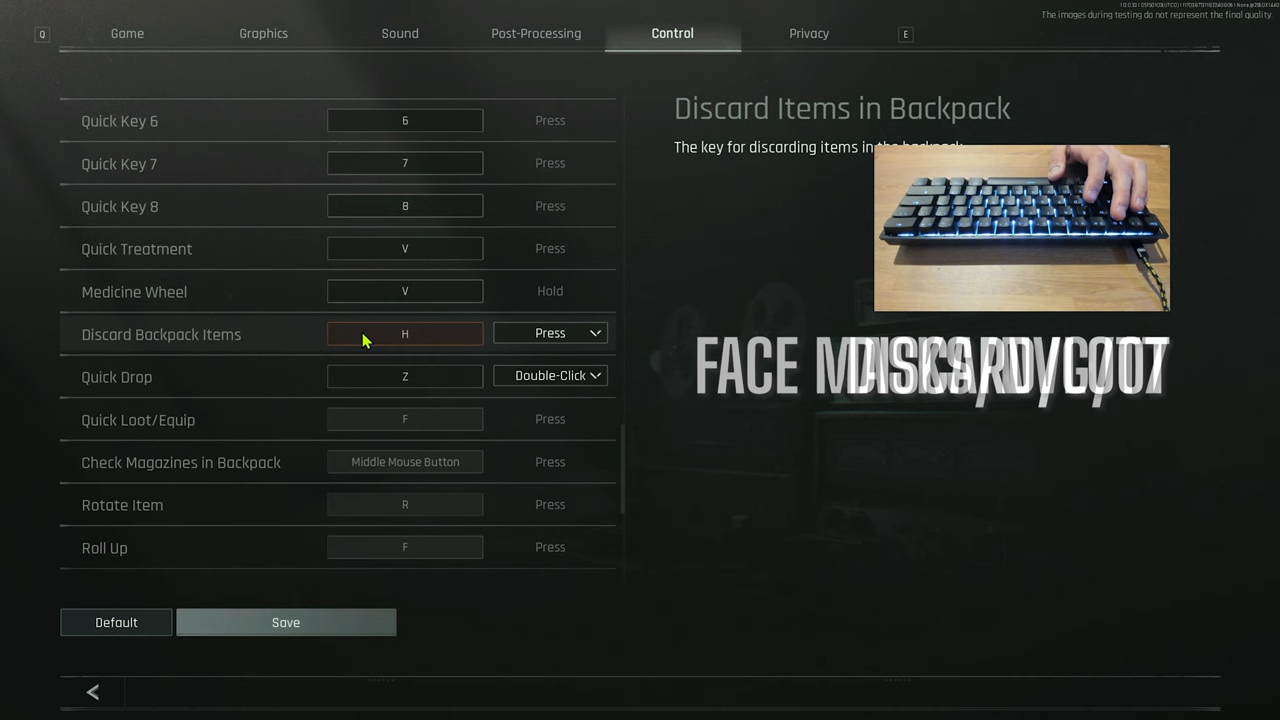 The images during testing do not represent the final quality
Q
Game
Graphics
Sound
Post-Processing
Control
Privacy
E
Quick Key 6
6
Press
Quick Key 7
7
Press
Quick Key 8
8
Press
Quick Treatment
V
Press
Medicine Wheel
V
Hold
Discard Backpack Items
H
Press
Quick Drop
Z
Double-Click
Quick Loot/Equip
F
Press
Check Magazines in Backpack
Middle Mouse Button
Press
Rotate Item
R
Press
Roll Up
F
Press
Default
Save
Discard Items in Backpack
The key for discarding items in the backpack
FACE